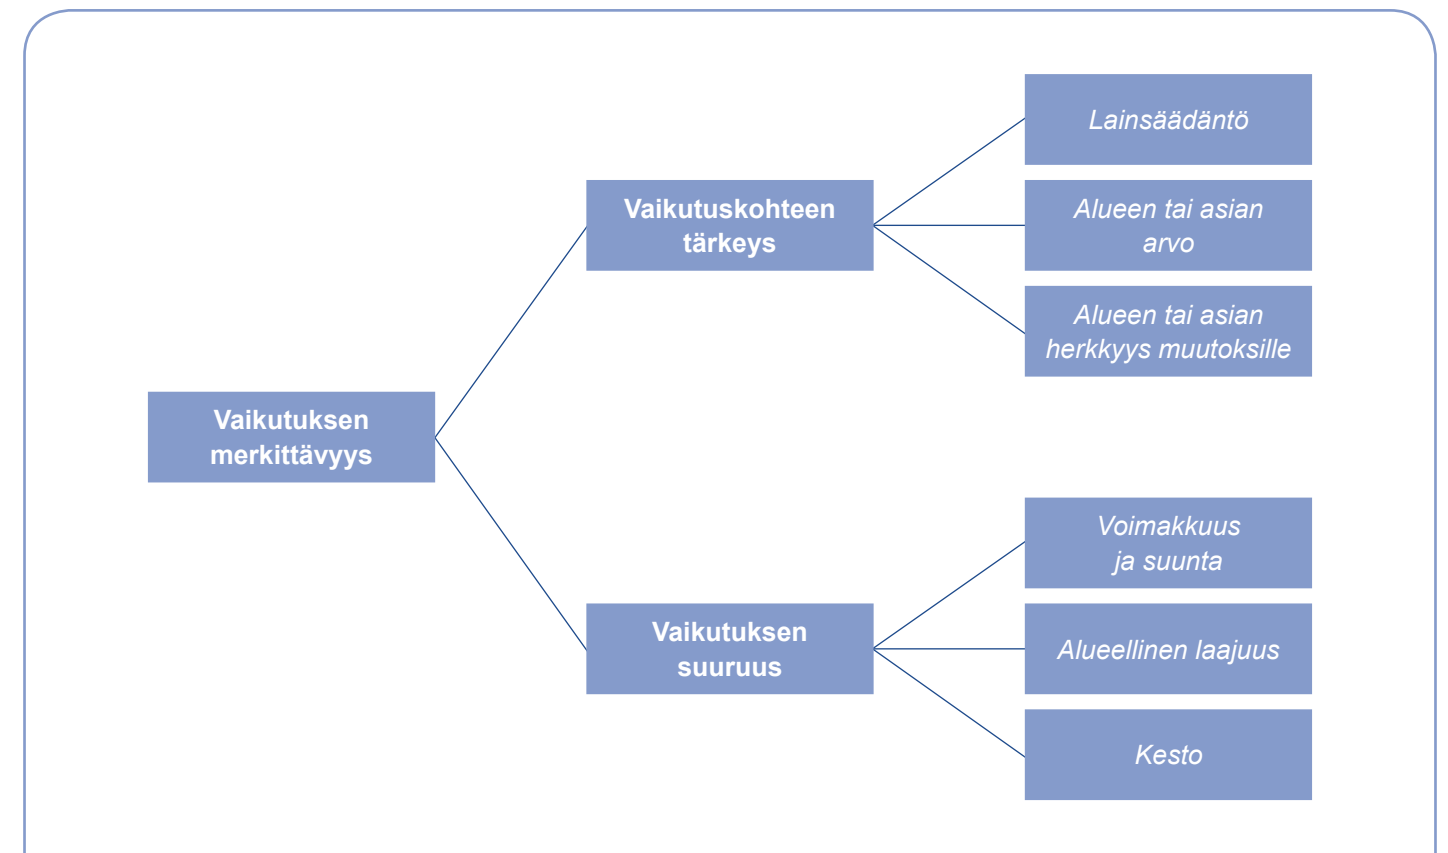 Lainsäädäntö
Vaikutuskohteen
tärkeys
Alueen tai asian
arvo
Alueen tai asian
herkkyys muutoksille
Vaikutuksen
merkittävyys
Voimakkuus
ja suunta
Vaikutuksen
suuruus
Alueellinen laajuus
Kesto